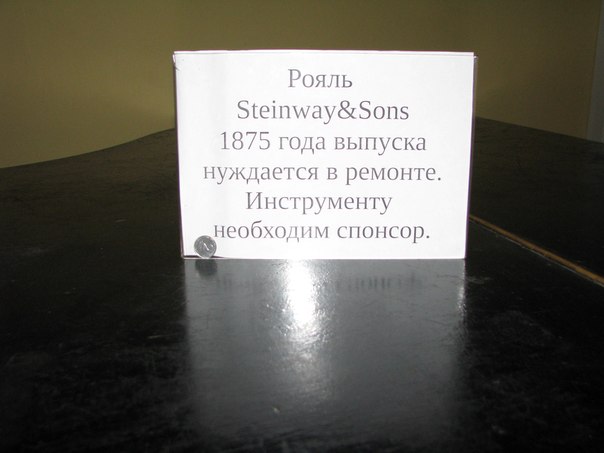 Рояль
Steinway&Sons
1875 года выпуска
нуждается в ремонте.
Инструменту
необходим спонсор.